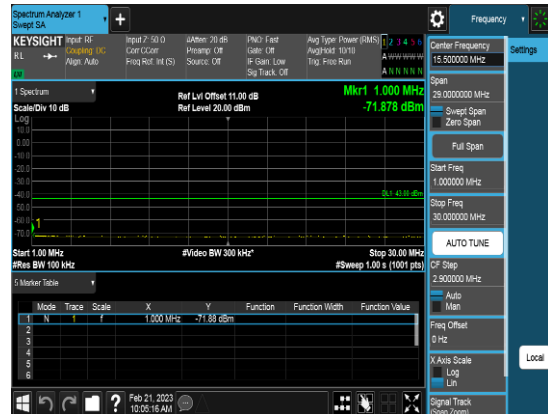 Spectrum Analyzer 1
Swept SA
+
Frequency
KEYSIGHT
RL
Input: RF
Coupling: DC
Align: Auto
Input Z: 50 Ω
Corr CCorr
Freq Ref: Int (S)
#Atten: 20 dB
Preamp: Off
Source: Off
PNO: Fast
Gate: Off
IF Gain: Low
Sig Track: Off
Avg Type: Power (RMS)
Avg|Hold: 10/10
Trig: Free Run
1 2 3 4 5 6
A W W W W W
A N N N N N
Center Frequency
15.500000 MHz
Settings
Span
29.0000000 MHz
Swept Span
Zero Span
Full Span
Start Freq
1.000000 MHz
Stop Freq
30.000000 MHz
AUTO TUNE
CF Step
2.900000 MHz
Auto
Man
Freq Offset
0 Hz
X Axis Scale
Log
Lin
Signal Track
(Span Zoom)
Local
1 Spectrum
Scale/Div 10 dB
Ref Lvl Offset 11.00 dB
Ref Level 20.00 dBm
Mkr1 1.000 MHz
-71.878 dBm
Log
10.0
0.00
-10.0
-20.0
-30.0
-40.0
-50.0
-60.0
-70.0
DL1 -43.00 dBm
1
Start 1.00 MHz
#Res BW 100 kHz
#Video BW 300 kHz*
Stop 30.00 MHz
#Sweep 1.00 s (1001 pts)
5 Marker Table
Mode Trace Scale X Y Function Function Width Function Value
1 N 1 f 1.000 MHz -71.88 dBm
2
3
4
5
6
?
Feb 21, 2023
10:05:16 AM